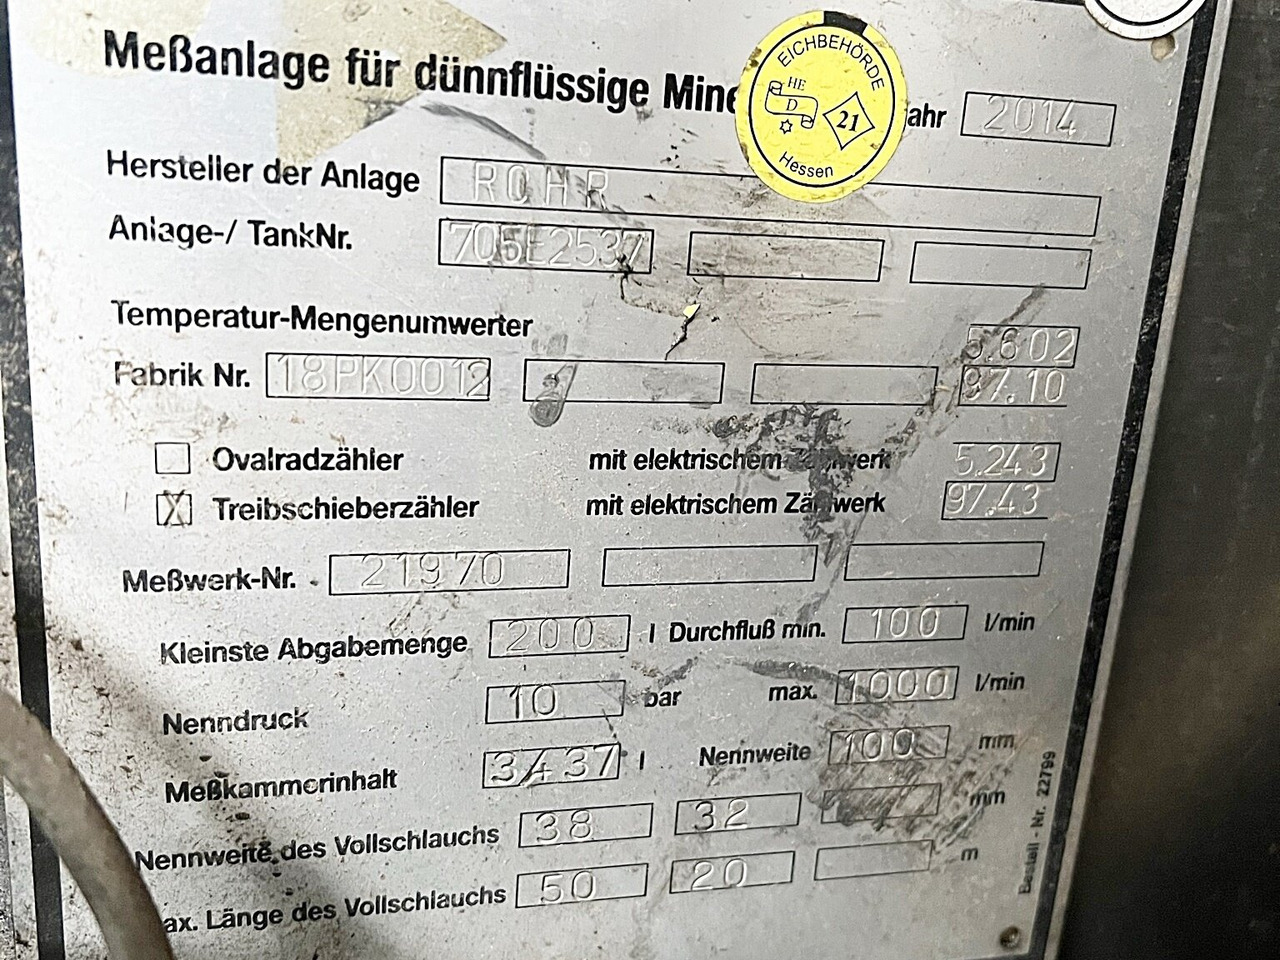 Meßanlage für dünnflüssige Mine
EICHBEHÖRDE
HE
D
21
Hessen
ahr 2014
Hersteller der Anlage ROHR
Anlage-/ TankNr. 705E2537
Temperatur-Mengenumwerter 5.602
Fabrik Nr. 18PK0012 97.10
Ovalradzähler mit elektrischem werk 5.243
X Treibschieberzähler mit elektrischem Zählwerk 97.43
Meßwerk-Nr. 21970
Kleinste Abgabemenge 200 l Durchfluß min. 100 l/min
Nenndruck 10 bar max. 1000 l/min
Meßkammerinhalt 3,437 l Nennweite 100 mm
Nennweite des Vollschlauchs 38 32 mm
ax. Länge des Vollschlauchs 50 20 m
Bestell-Nr. 22799